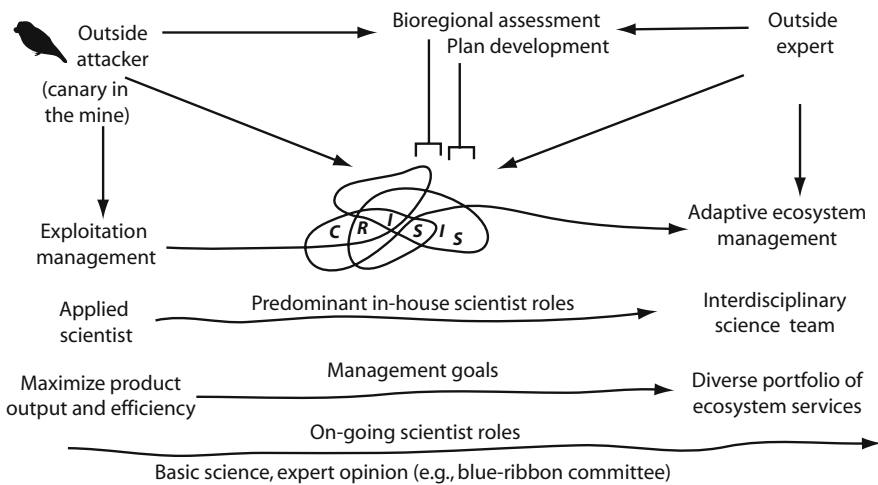 Outside
attacker
(canary in
the mine)
Bioregional assessment
Plan development
Outside
expert
Exploitation
management
C R I S I S
Adaptive ecosystem
management
Applied
scientist
Predominant in-house scientist roles
Interdisciplinary
science team
Maximize product
output and efficiency
Management goals
Diverse portfolio of
ecosystem services
On-going scientist roles
Basic science, expert opinion (e.g., blue-ribbon committee)